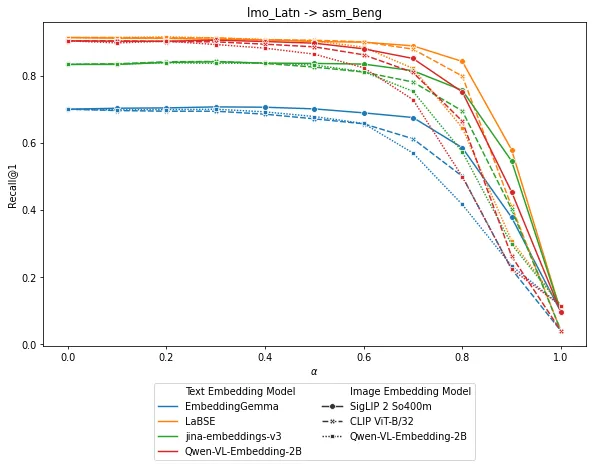 lmo_Latn -> asm_Beng
Recall@1
0.8
0.6
0.4
0.2
0.0
0.0 0.2 0.4 0.6 0.8 1.0
α
Text Embedding Model
EmbeddingGemma
LaBSE
jina-embeddings-v3
Qwen-VL-Embedding-2B
Image Embedding Model
SigLIP 2 So400m
CLIP ViT-B/32
Qwen-VL-Embedding-2B